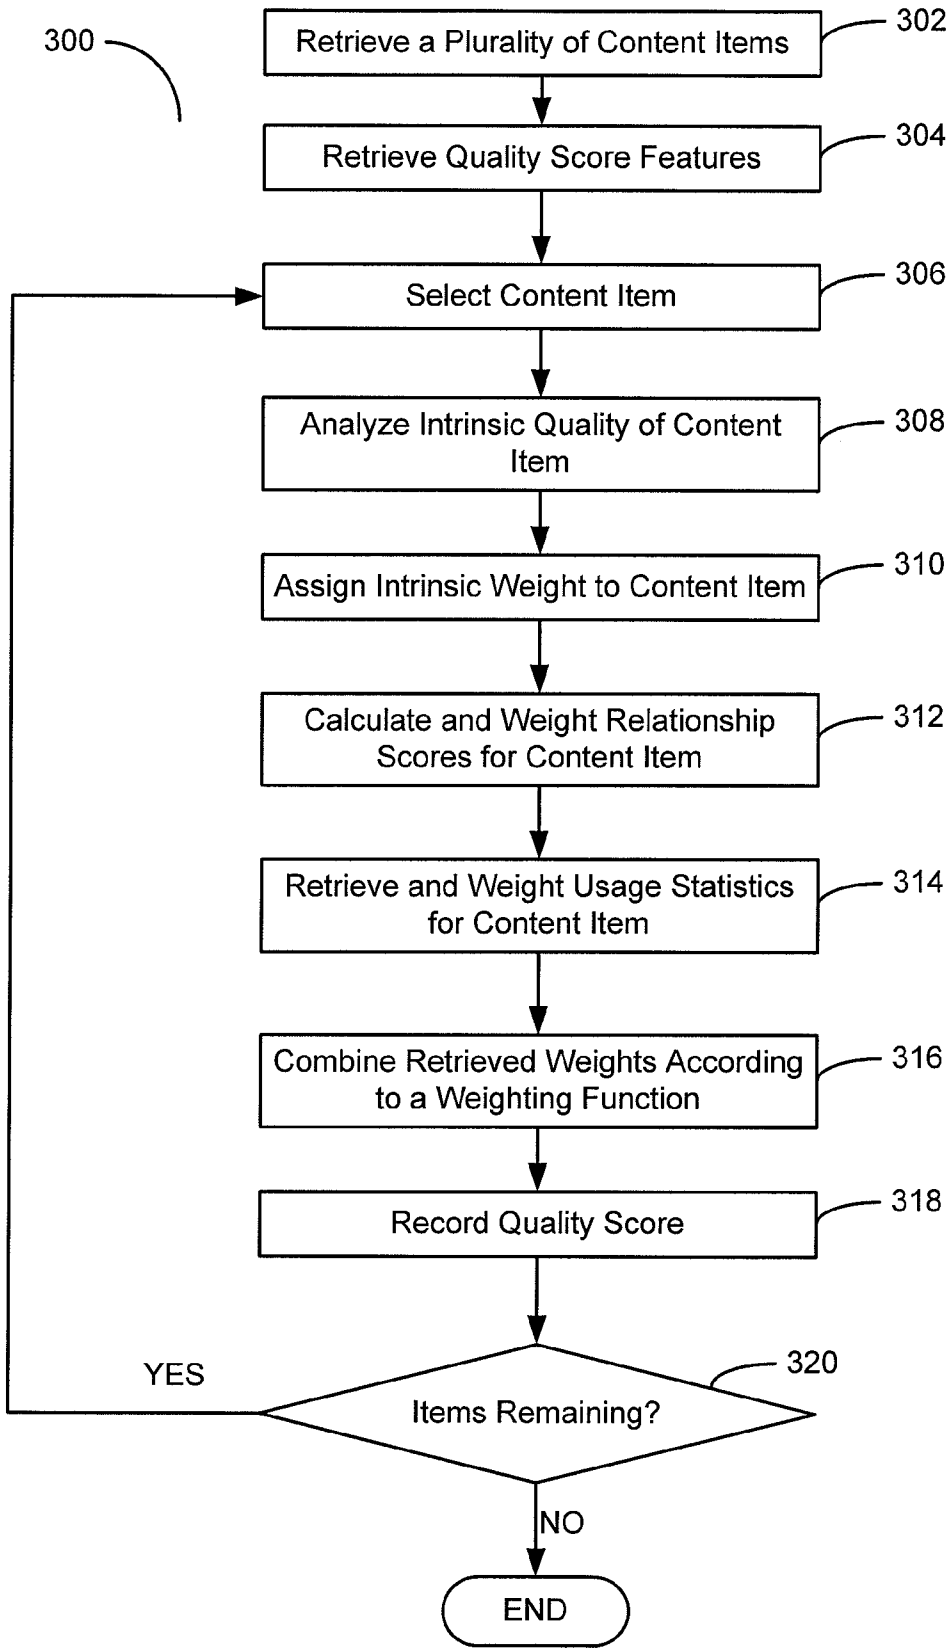 300
Retrieve a Plurality of Content Items
302
Retrieve Quality Score Features
304
Select Content Item
306
Analyze Intrinsic Quality of Content
Item
308
Assign Intrinsic Weight to Content Item
310
Calculate and Weight Relationship
Scores for Content Item
312
Retrieve and Weight Usage Statistics
for Content Item
314
Combine Retrieved Weights According
to a Weighting Function
316
Record Quality Score
318
YES
Items Remaining?
320
NO
END